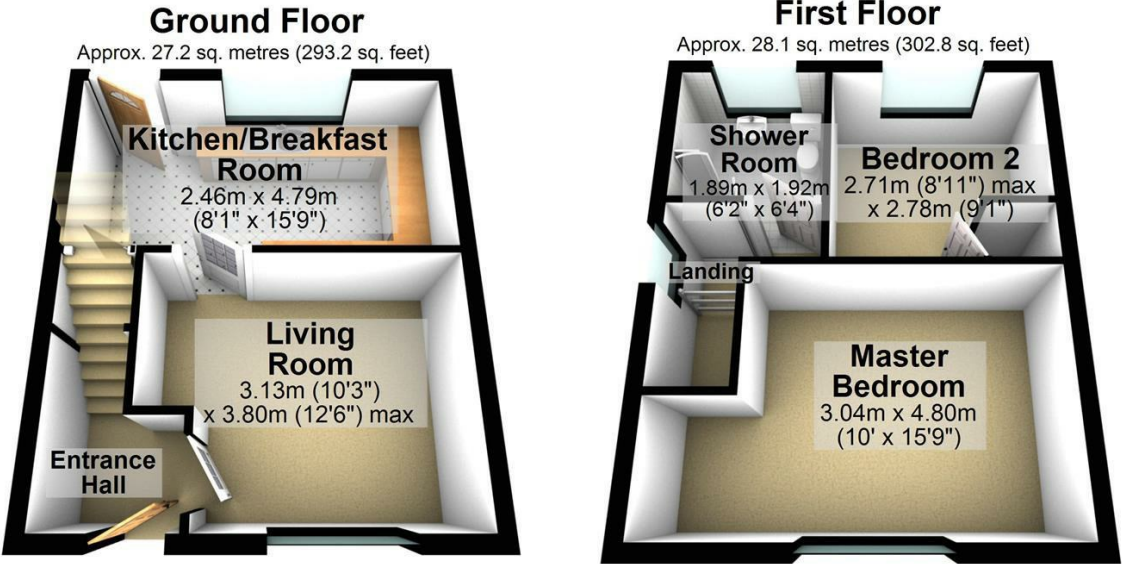 Ground Floor
Approx. 27.2 sq. metres (293.2 sq. feet)
Kitchen/Breakfast
Room
2.46m x 4.79m
(8'1" x 15'9")
Living
Room
3.13m (10'3")
x 3.80m (12'6") max
Entrance
Hall
First Floor
Approx. 28.1 sq. metres (302.8 sq. feet)
Shower
Room
1.89m x 1.92m
(6'2" x 6'4")
Bedroom 2
2.71m (8'11") max
x 2.78m (9'1")
Landing
Master
Bedroom
3.04m x 4.80m
(10' x 15'9")